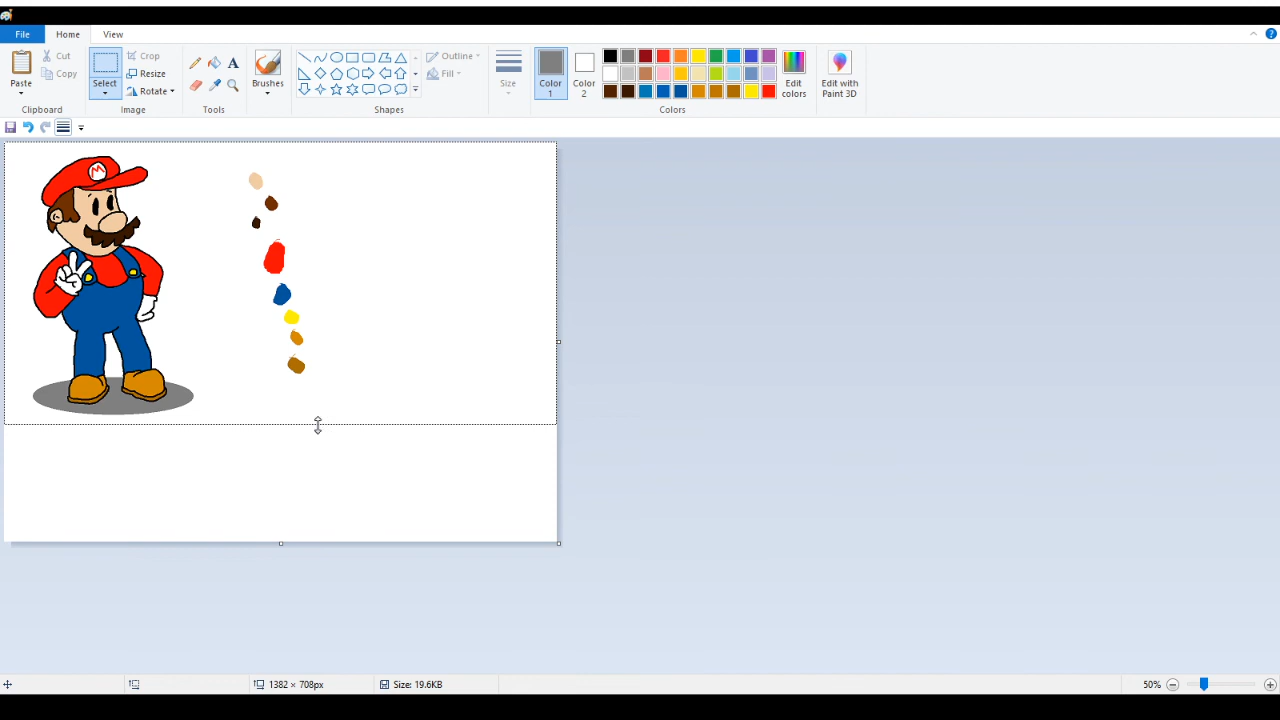 File Home View
Paste Cut Copy Clipboard
Select Crop Resize Rotate Image
A Tools
Brushes
Outline Fill Shapes
Size
Color 1 Color 2 Edit colors Colors
Edit with Paint 3D
M
1382 × 708px Size: 19.6KB 50%